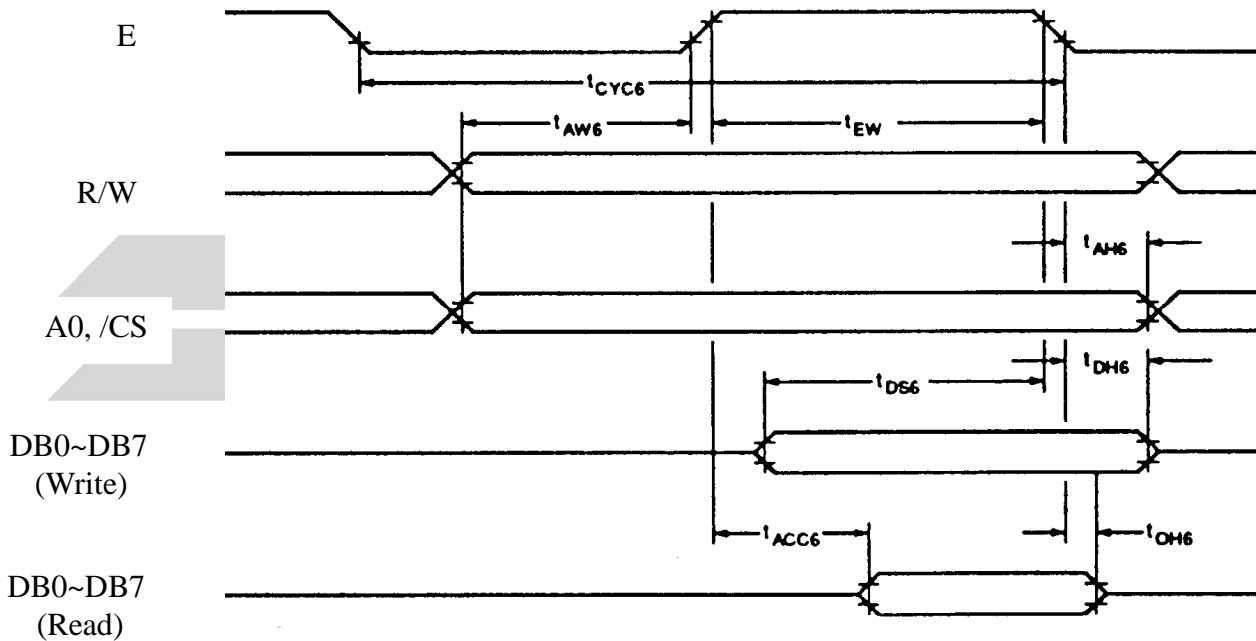 E
tCYC6
tAW6
tEW
R/W
tAH6
A0, /CS
tDH6
tDS6
DB0~DB7
(Write)
tACC6
tOH6
DB0~DB7
(Read)